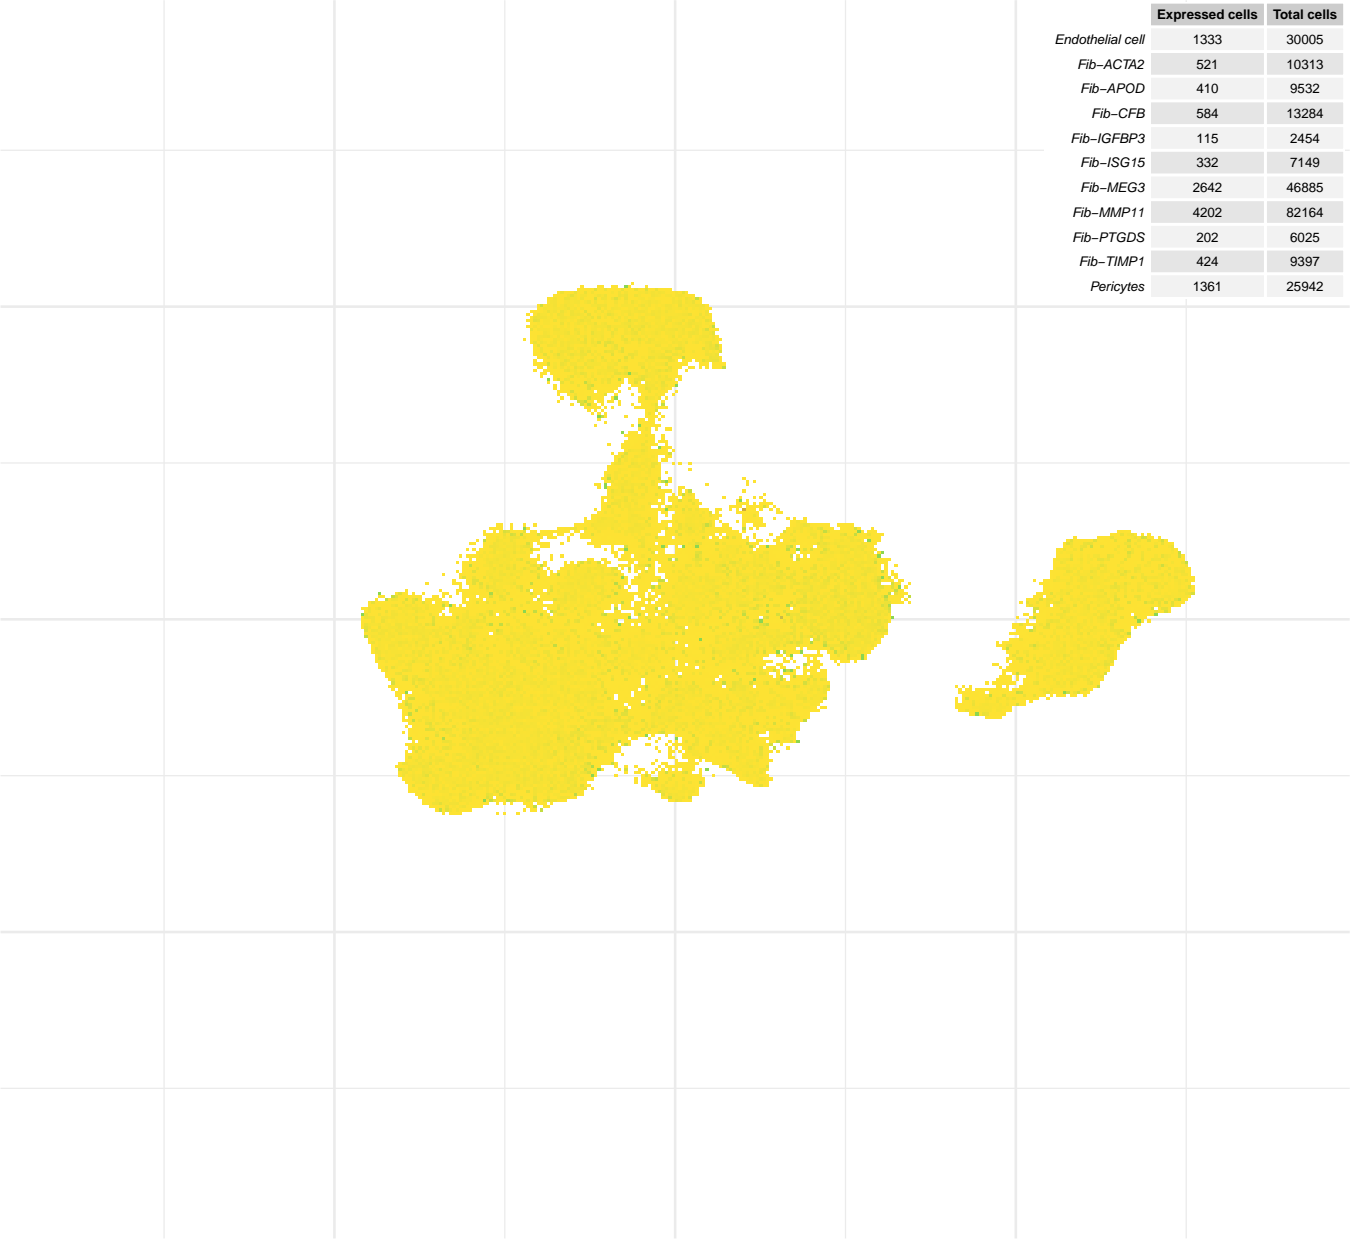 Expressed cells Total cells
Endothelial cell 1333 30005
Fib−ACTA2 521 10313
Fib−APOD 410 9532
Fib−CFB 584 13284
Fib−IGFBP3 115 2454
Fib−ISG15 332 7149
Fib−MEG3 2642 46885
Fib−MMP11 4202 82164
Fib−PTGDS 202 6025
Fib−TIMP1 424 9397
Pericytes 1361 25942